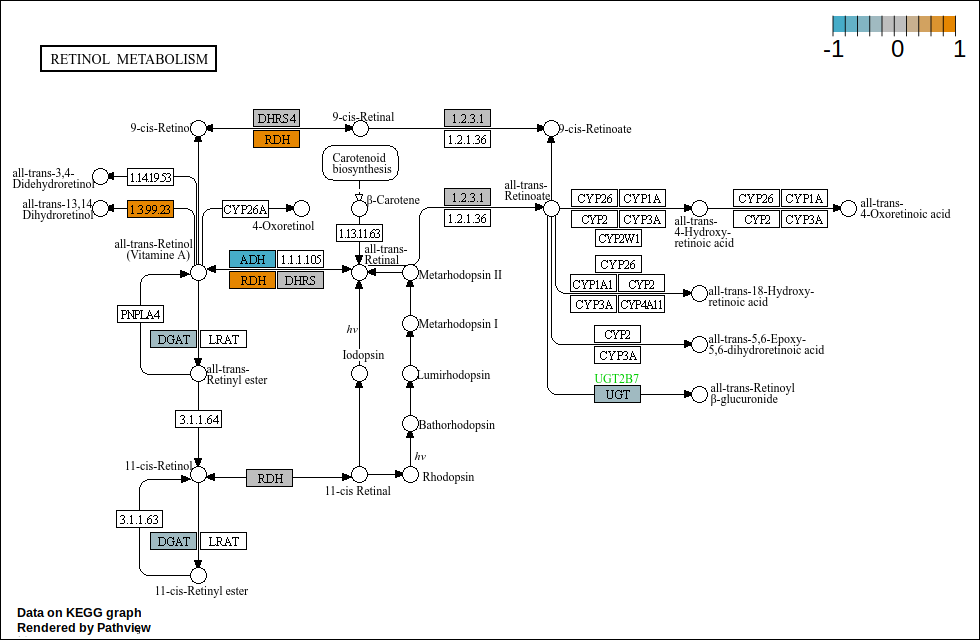 -1 0 1
RETINOL METABOLISM
DHRS4
9-cis-Retinal
1.2.3.1
9-cis-Retino
RDH
1.2.1.36
9-cis-Retinoate
Carotenoid
biosynthesis
all-trans-3,4-
Didehydroretinol
1.14.19.53
all-trans-13,14
Dihydroretinol
1.3.99.23
CYP26A
4-Oxoretinol
β-Carotene
1.13.11.63
all-trans-
Retinal
1.2.3.1
1.2.1.36
all-trans-
Retinoate
CYP26 CYP1A
CYP2 CYP3A
CYP2W1
all-trans-
4-Hydroxy-
retinoic acid
CYP26 CYP1A
CYP2 CYP3A
all-trans-
4-Oxoretinoic acid
all-trans-Retinol
(Vitamine A)
ADH 1.1.1.105
RDH DHRS
Metarhodopsin II
CYP26
CYP1A1 CYP2
CYP3A CYP4A11
all-trans-18-Hydroxy-
retinoic acid
PNPLA4
DGAT LRAT
hv
Metarhodopsin I
CYP2
CYP3A
all-trans-5,6-Epoxy-
5,6-dihydroretinoic acid
Iodopsin
all-trans-
Retinyl ester
Lumirhodopsin
UGT2B7
UGT
all-trans-Retinoyl
β-glucuronide
3.1.1.64
Bathorhodopsin
hv
11-cis-Retinol
RDH
11-cis Retinal
Rhodopsin
3.1.1.63
DGAT LRAT
11-cis-Retinyl ester
Data on KEGG graph
Rendered by Pathview